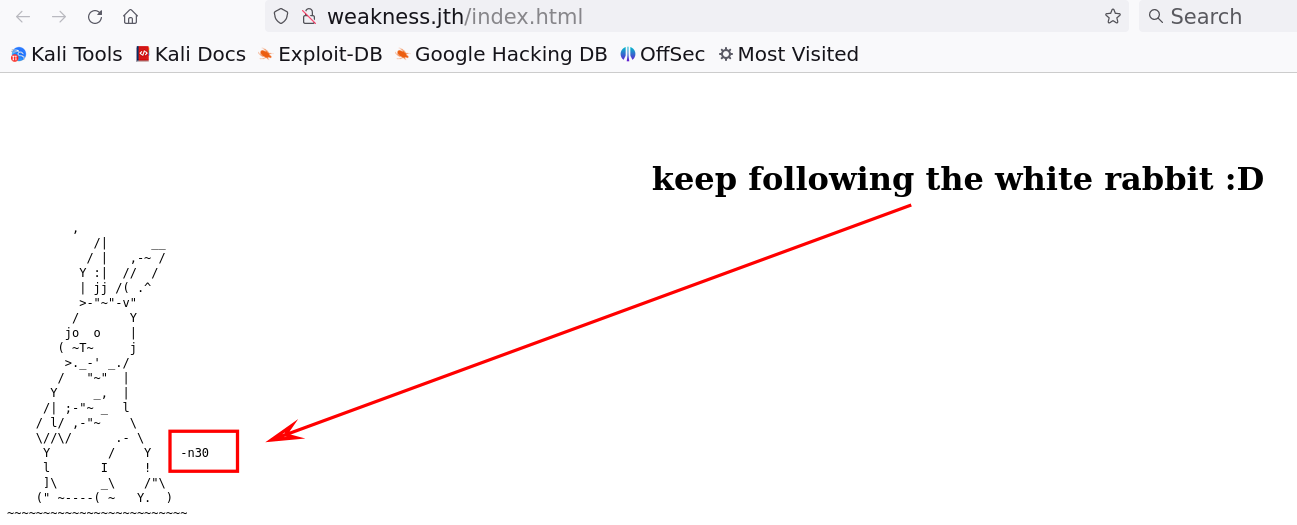 weakness.jth/index.html
Search
Kali Tools Kali Docs Exploit-DB Google Hacking DB OffSec Most Visited
keep following the white rabbit :D
              ,
            /|      __
           / |   ,-~ /
          Y :|  //  /
          | jj /( .^
          >-"~"-v"
         /       Y
        jo  o    |
       ( ~T~     j
        >._-' _./
       /   "~"  |
      Y     _,  |
     /| ;-"~ _  l
    / l/ ,-"~    \
    \//\/      .- \
     Y        /    Y    -n30
     l       I     !
     ]\      _\    /"\
    (" ~----( ~   Y.  )
~~~~~~~~~~~~~~~~~~~~~~~~~